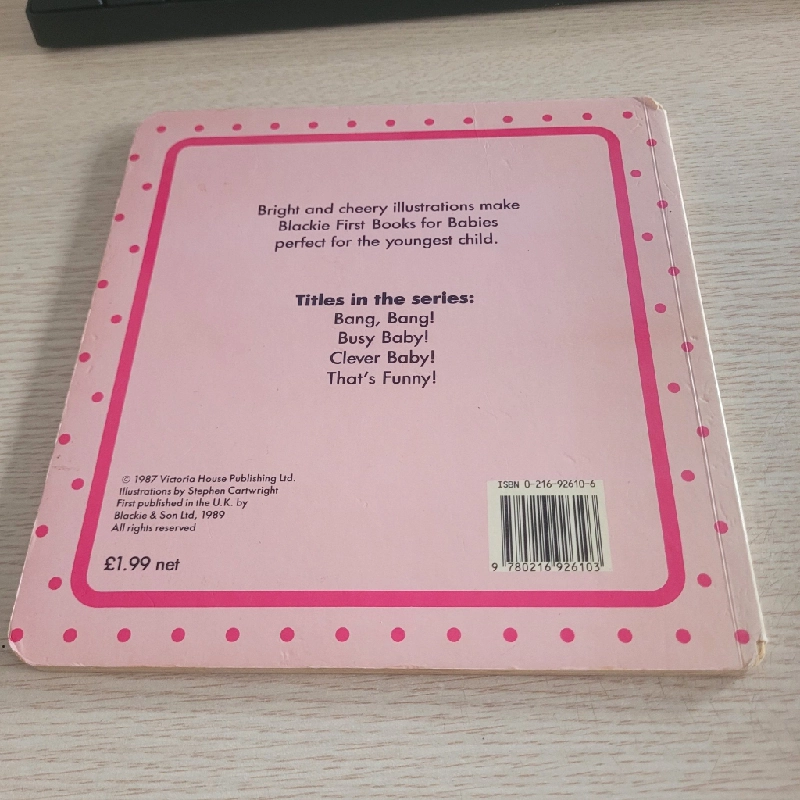 Bright and cheery illustrations make
Blackie First Books for Babies
perfect for the youngest child.
Titles in the series:
Bang, Bang!
Busy Baby!
Clever Baby!
That's Funny!
© 1987 Victoria House Publishing Ltd.
Illustrations by Stephen Cartwright
First published in the U.K. by
Blackie & Son Ltd, 1989
All rights reserved
£1.99 net
ISBN 0-216-92610-6
9 780216 926103